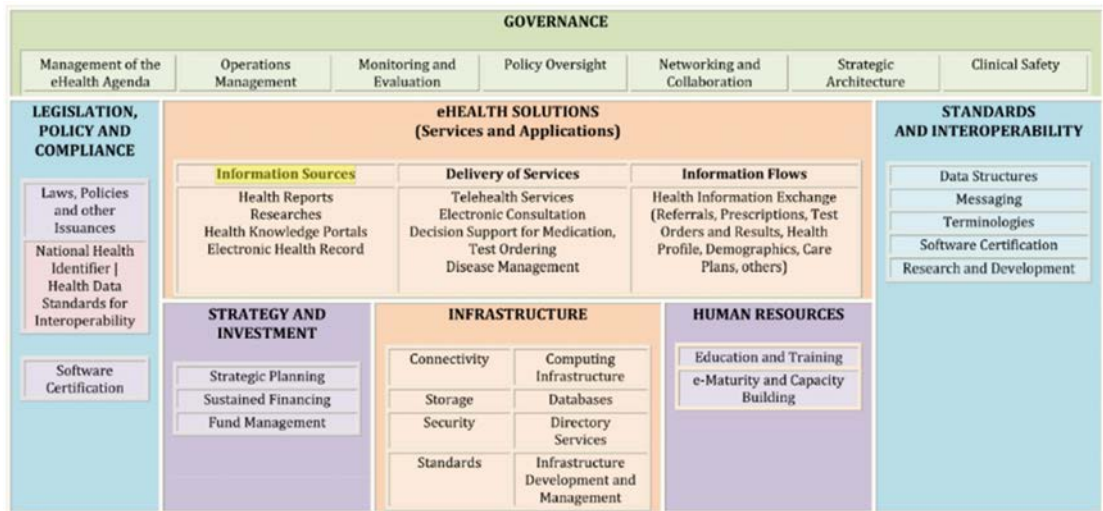 GOVERNANCE
Management of the
eHealth Agenda
Operations
Management
Monitoring and
Evaluation
Policy Oversight
Networking and
Collaboration
Strategic
Architecture
Clinical Safety
LEGISLATION,
POLICY AND
COMPLIANCE
Laws, Policies
and other
Issuances
National Health
Identifier |
Health Data
Standards for
Interoperability
Software
Certification
eHEALTH SOLUTIONS
(Services and Applications)
Information Sources
Health Reports
Researches
Health Knowledge Portals
Electronic Health Record
Delivery of Services
Telehealth Services
Electronic Consultation
Decision Support for Medication,
Test Ordering
Disease Management
Information Flows
Health Information Exchange
(Referrals, Prescriptions, Test
Orders and Results, Health
Profile, Demographics, Care
Plans, others)
STANDARDS
AND INTEROPERABILITY
Data Structures
Messaging
Terminologies
Software Certification
Research and Development
STRATEGY AND
INVESTMENT
Strategic Planning
Sustained Financing
Fund Management
INFRASTRUCTURE
Connectivity
Computing
Infrastructure
Storage
Databases
Security
Directory
Services
Standards
Infrastructure
Development and
Management
HUMAN RESOURCES
Education and Training
e-Maturity and Capacity
Building